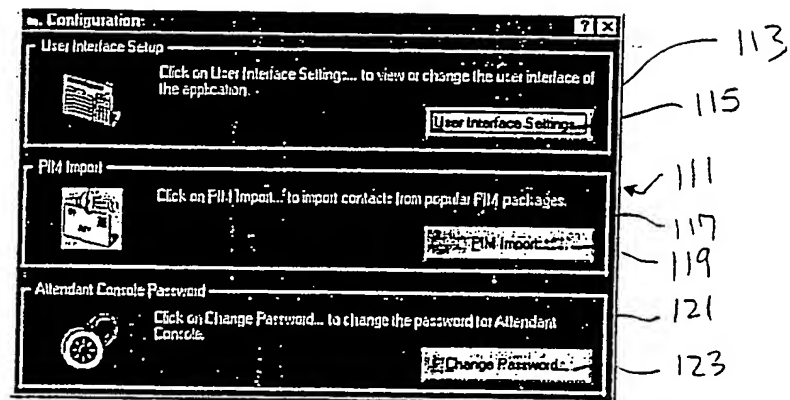 Configuration:
? X
User Interface Setup
Click on User Interface Settings... to view or change the user interface of
the application.
User Interface Settings...
PIM Import
Click on PIM Import... to import contacts from popular PIM packages.
PIM Import...
Attendant Console Password
Click on Change Password... to change the password for Attendant
Console.
Change Password...
113
115
111
117
119
121
123